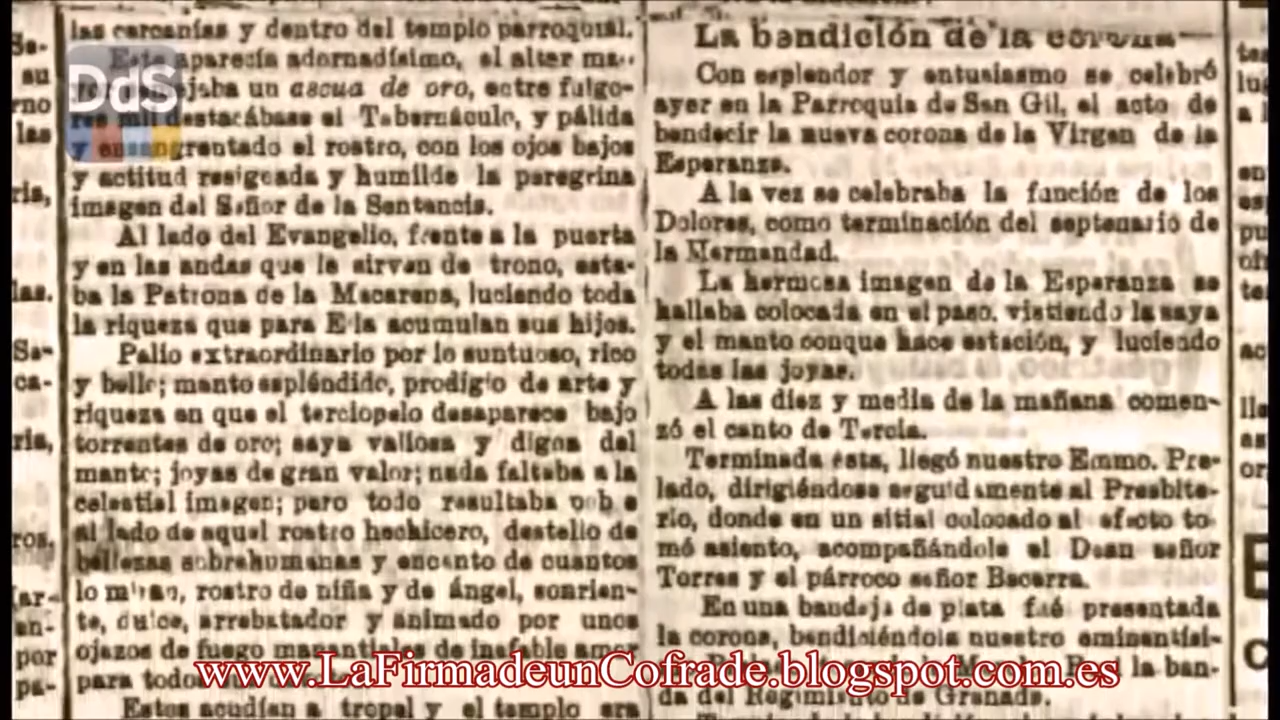 las cercanías y dentro del templo parroquial.
Este aparecía adornadísimo, el altar ma-
un ascua de oro, entre fulgo-
res mil destacábase el Tabernáculo, y pálida
y ensangrentado el rostro, con los ojos bajos
y actitud resignada y humilde la peregrina
imagen del Señor de la Sentencia.
Al lado del Evangelio, frente a la puerta
y en las andas que le sirven de trono, esta-
ba la Patrona de la Macarena, luciendo toda
la riqueza que para Ella acumulan sus hijos.
Palio extraordinario por lo suntuoso, rico
y bello; manto espléndido, prodigio de arte y
riqueza en que el terciopelo desaparece bajo
torrentes de oro; saya valiosa y digna del
manto; joyas de gran valor; nada faltaba a la
celestial imagen; pero todo resultaba
al lado de aquel rostro hechicero, destello de
bellezas sobrehumanas y encanto de cuantos
lo miran, rostro de niña y de ángel, sonrien-
te, dulce, arrebatador y animado por unos
ojazos de fuego manantiales de inefable
para todos
Estos acudían a tropel y el templo era
La bendición de la corona
Con esplendor y entusiasmo se celebró
ayer en la Parroquia de San Gil, el acto de
bendecir la nueva corona de la Virgen de la
Esperanza.
A la vez se celebraba la función de los
Dolores, como terminación del septenario de
la Hermandad.
La hermosa imagen de la Esperanza se
hallaba colocada en el paso, vistiendo la saya
y el manto conque hace estación, y luciendo
todas las joyas.
A las diez y media de la mañana comen-
zó el canto de Tercia.
Terminada ésta, llegó nuestro Emmo. Pre-
lado, dirigiéndose seguidamente al Presbite-
rio, donde en un sitial colocado al efecto to-
mó asiento, acompañándole el Dean señor
Torres y el párroco señor Becerra.
En una bandeja de plata fué presentada
la corona, bendiciéndola nuestro eminentísi-
la ban-
da del Regimiento de Granada.
DdS
www.LaFirmadeunCofrade.blogspot.com.es